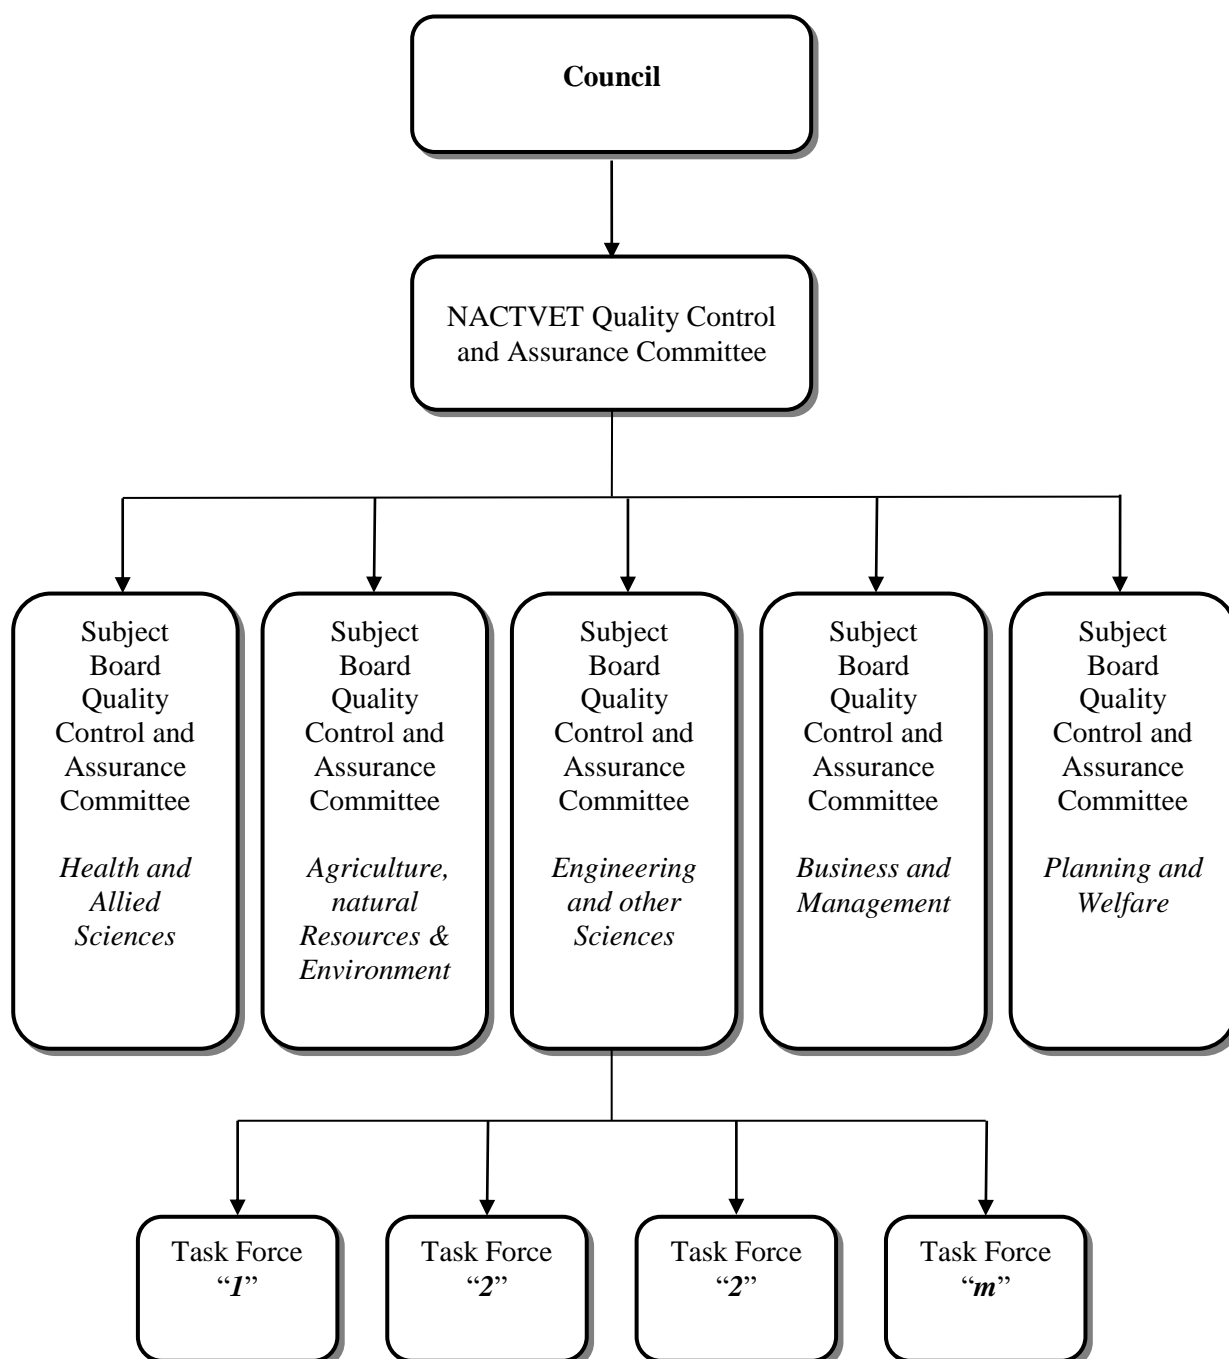 Council
NACTVET Quality Control
and Assurance Committee
Subject
Board
Quality
Control and
Assurance
Committee
Health and
Allied
Sciences
Subject
Board
Quality
Control and
Assurance
Committee
Agriculture,
natural
Resources &
Environment
Subject
Board
Quality
Control and
Assurance
Committee
Engineering
and other
Sciences
Subject
Board
Quality
Control and
Assurance
Committee
Business and
Management
Subject
Board
Quality
Control and
Assurance
Committee
Planning and
Welfare
Task Force
“1”
Task Force
“2”
Task Force
“2”
Task Force
“m”